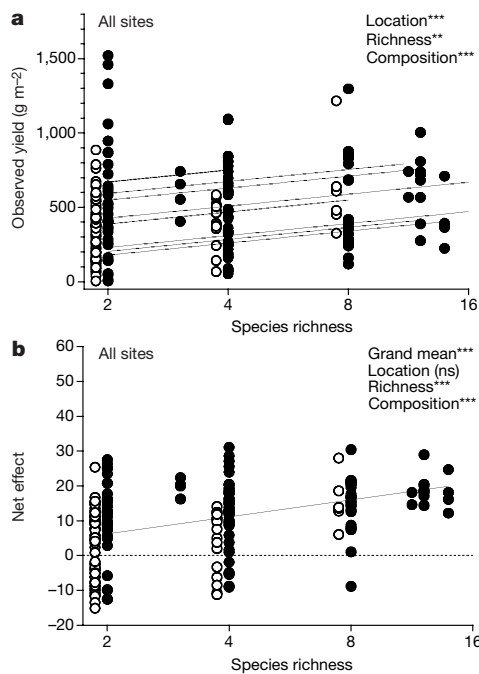 a
All sites
Location***
Richness**
Composition***
Observed yield (g m–2)
1,500
1,000
500
0
2
4
8
16
Species richness
b
All sites
Grand mean***
Location (ns)
Richness***
Composition***
Net effect
60
50
40
30
20
10
0
−10
−20
2
4
8
16
Species richness